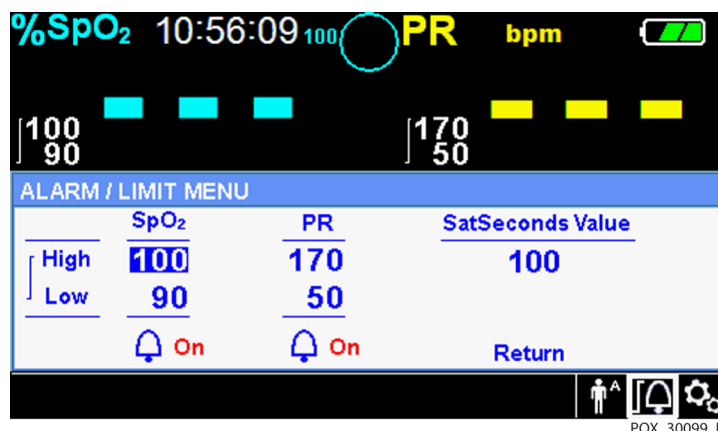 %SpO₂ 10:56:09 100 PR bpm
100 170
90 50
ALARM / LIMIT MENU
SpO₂ PR SatSeconds Value
High 100 170 100
Low 90 50
On On Return
A
POX_30099_